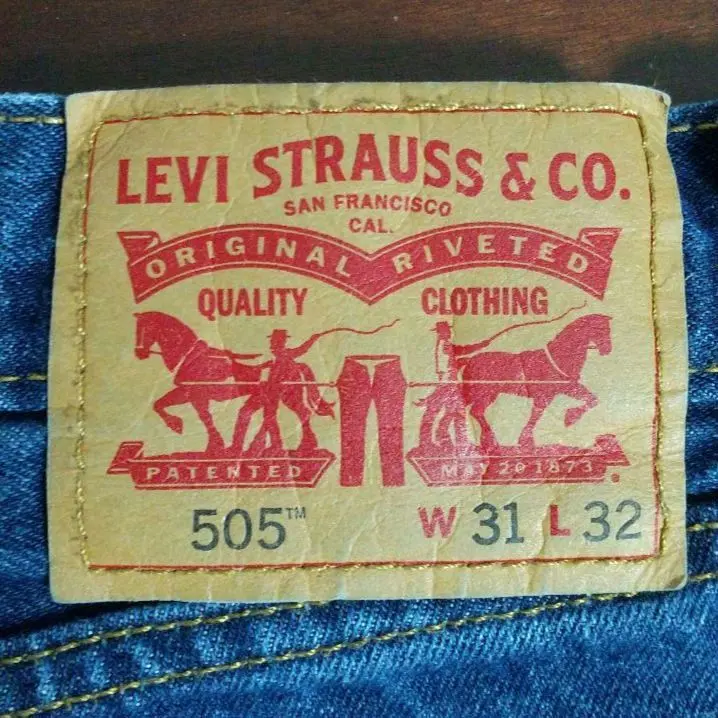 LEVI STRAUSS & CO.
SAN FRANCISCO
CAL.
ORIGINAL RIVETED
QUALITY CLOTHING
PATENTED MAY 20 1873
505™ W 31 L 32